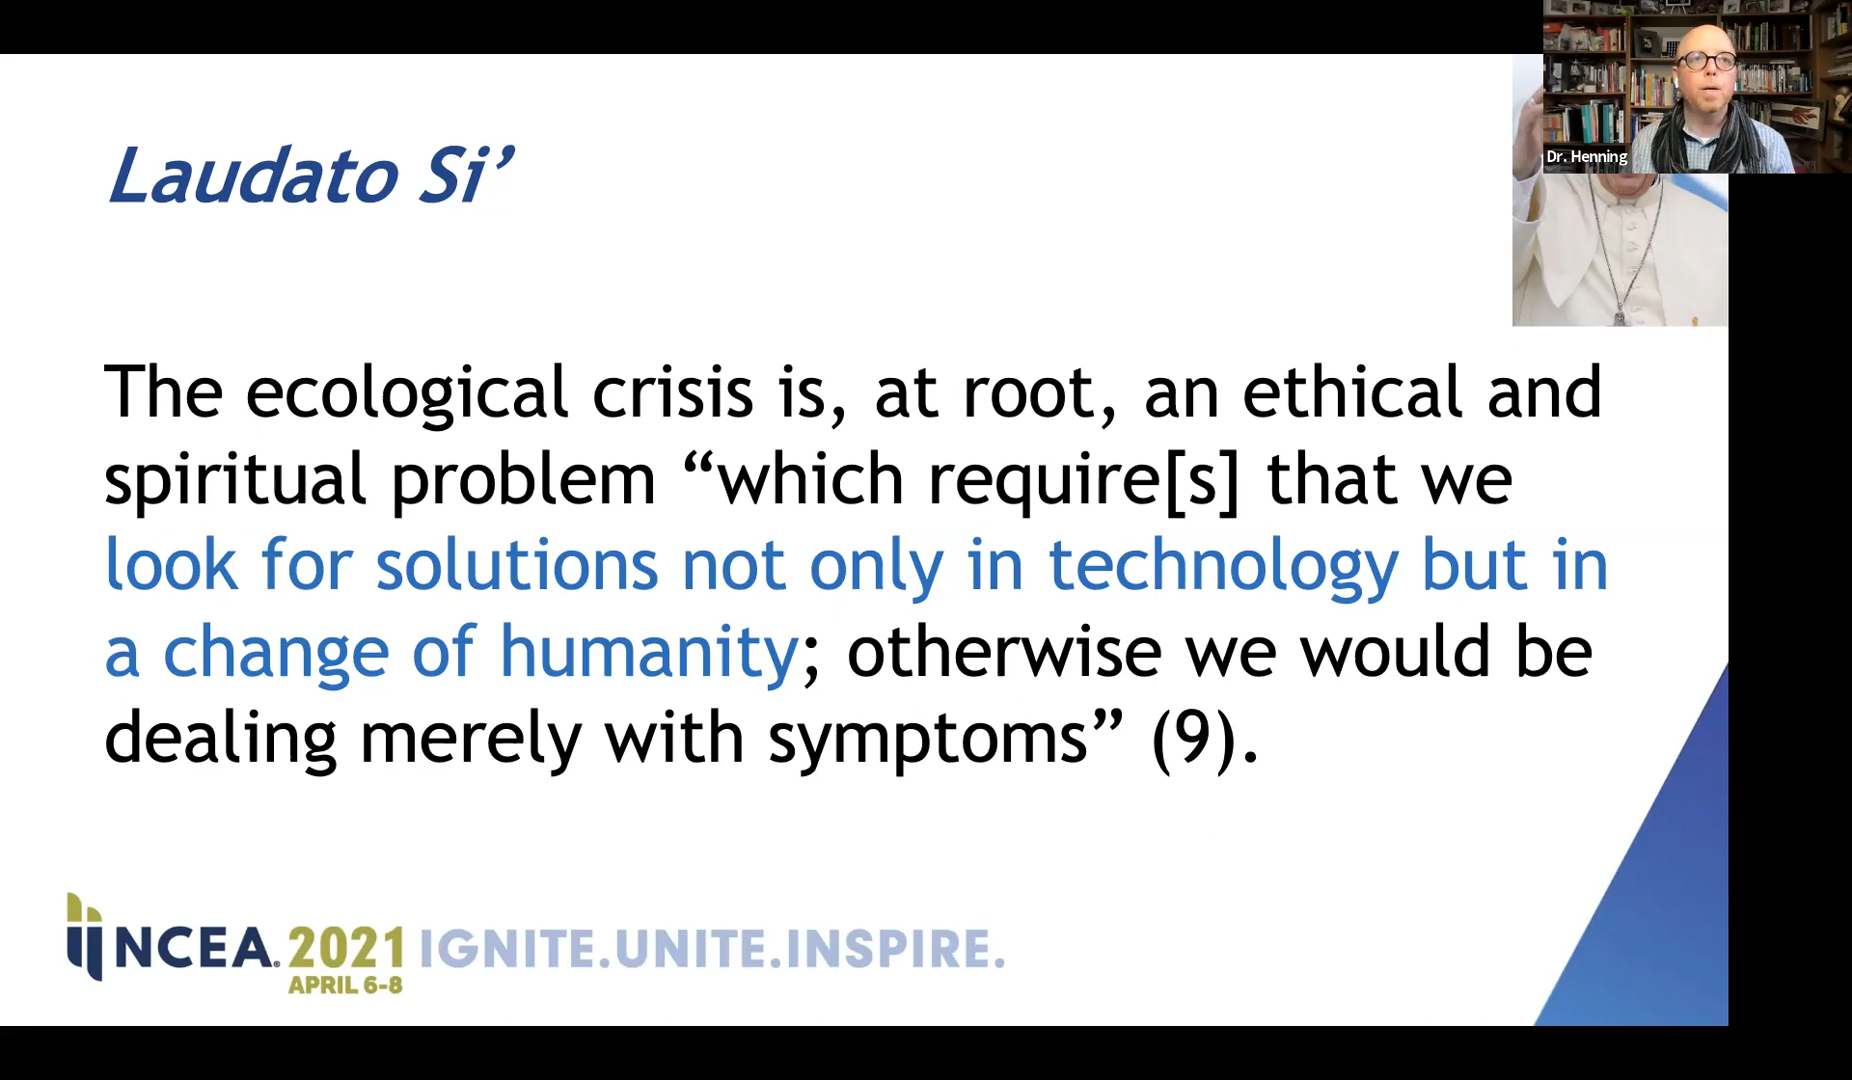 Dr. Henning
Laudato Si’
The ecological crisis is, at root, an ethical and
spiritual problem “which require[s] that we
look for solutions not only in technology but in
a change of humanity; otherwise we would be
dealing merely with symptoms” (9).
NCEA® 2021 IGNITE.UNITE.INSPIRE.
APRIL 6-8